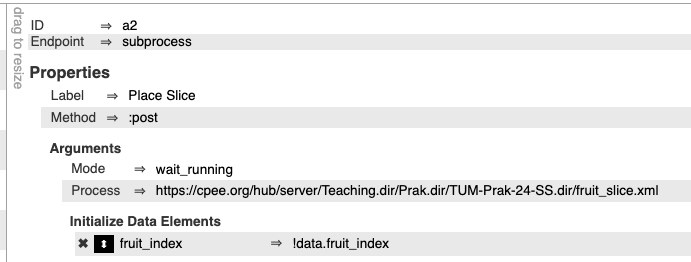 drag to resize
ID ⇒ a2
Endpoint ⇒ subprocess
Properties
Label ⇒ Place Slice
Method ⇒ :post
Arguments
Mode ⇒ wait_running
Process ⇒ https://cpee.org/hub/server/Teaching.dir/Prak.dir/TUM-Prak-24-SS.dir/fruit_slice.xml
Initialize Data Elements
✖ ⬍ fruit_index ⇒ !data.fruit_index